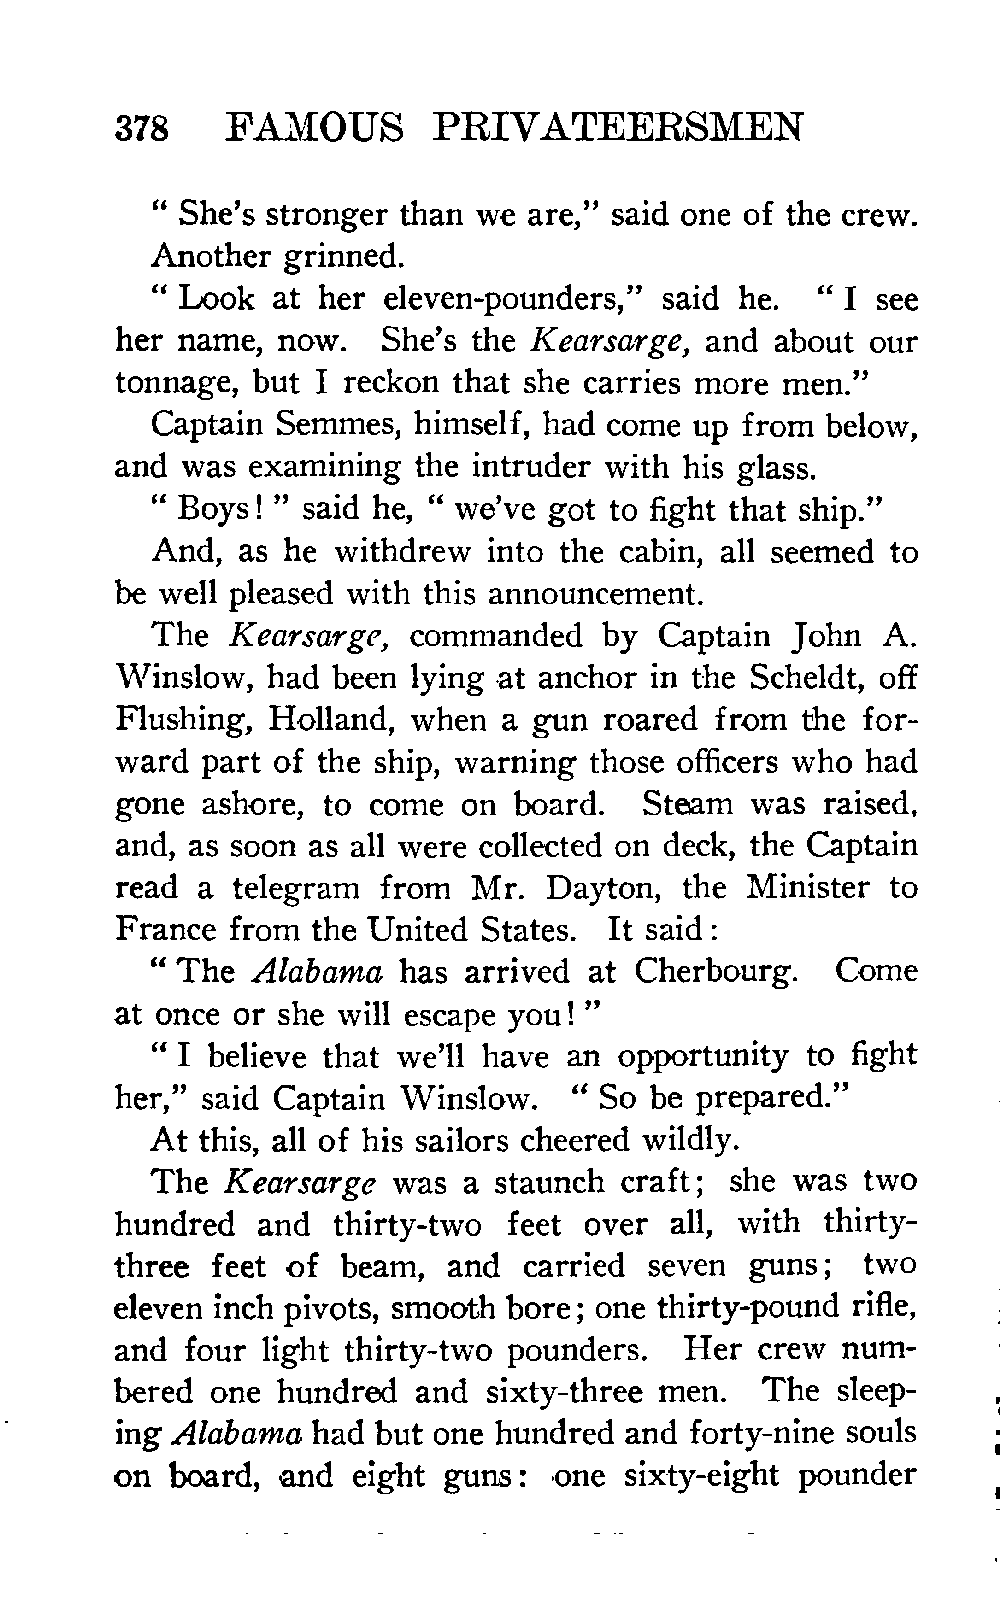 378 FAMOUS PRIVATEERSMEN
" She's stronger than we are," said one of the crew.
Another grinned.
" Look at her eleven-pounders," said he. " I see
her name, now. She's the Kearsarge, and about our
tonnage, but I reckon that she carries more men."
Captain Semmes, himself, had come up from below,
and was examining the intruder with his glass.
" Boys! " said he, " we've got to fight that ship."
And, as he withdrew into the cabin, all seemed to
be well pleased with this announcement.
The Kearsarge, commanded by Captain John A.
Winslow, had been lying at anchor in the Scheldt, off
Flushing, Holland, when a gun roared from the for-
ward part of the ship, warning those officers who had
gone ashore, to come on board. Steam was raised,
and, as soon as all were collected on deck, the Captain
read a telegram from Mr. Dayton, the Minister to
France from the United States. It said:
" The Alabama has arrived at Cherbourg. Come
at once or she will escape you! "
" I believe that we'll have an opportunity to fight
her," said Captain Winslow. " So be prepared."
At this, all of his sailors cheered wildly.
The Kearsarge was a staunch craft; she was two
hundred and thirty-two feet over all, with thirty-
three feet of beam, and carried seven guns; two
eleven inch pivots, smooth bore; one thirty-pound rifle,
and four light thirty-two pounders. Her crew num-
bered one hundred and sixty-three men. The sleep-
ing Alabama had but one hundred and forty-nine souls
on board, and eight guns: one sixty-eight pounder